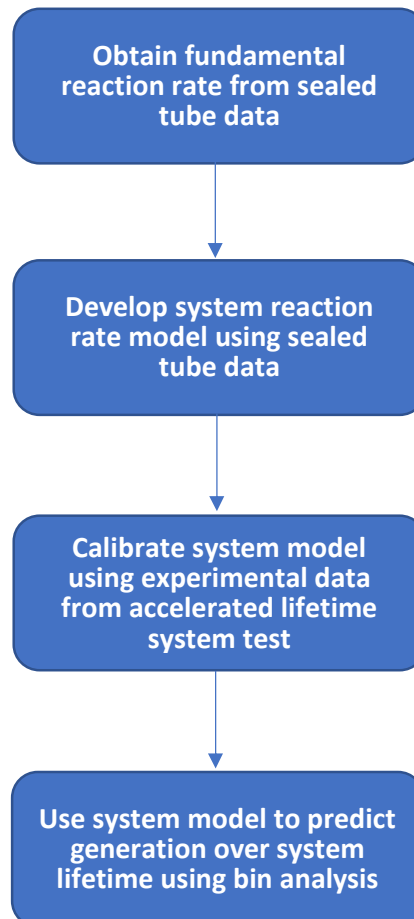 Obtain fundamental
reaction rate from sealed
tube data
Develop system reaction
rate model using sealed
tube data
Calibrate system model
using experimental data
from accelerated lifetime
system test
Use system model to predict
generation over system
lifetime using bin analysis